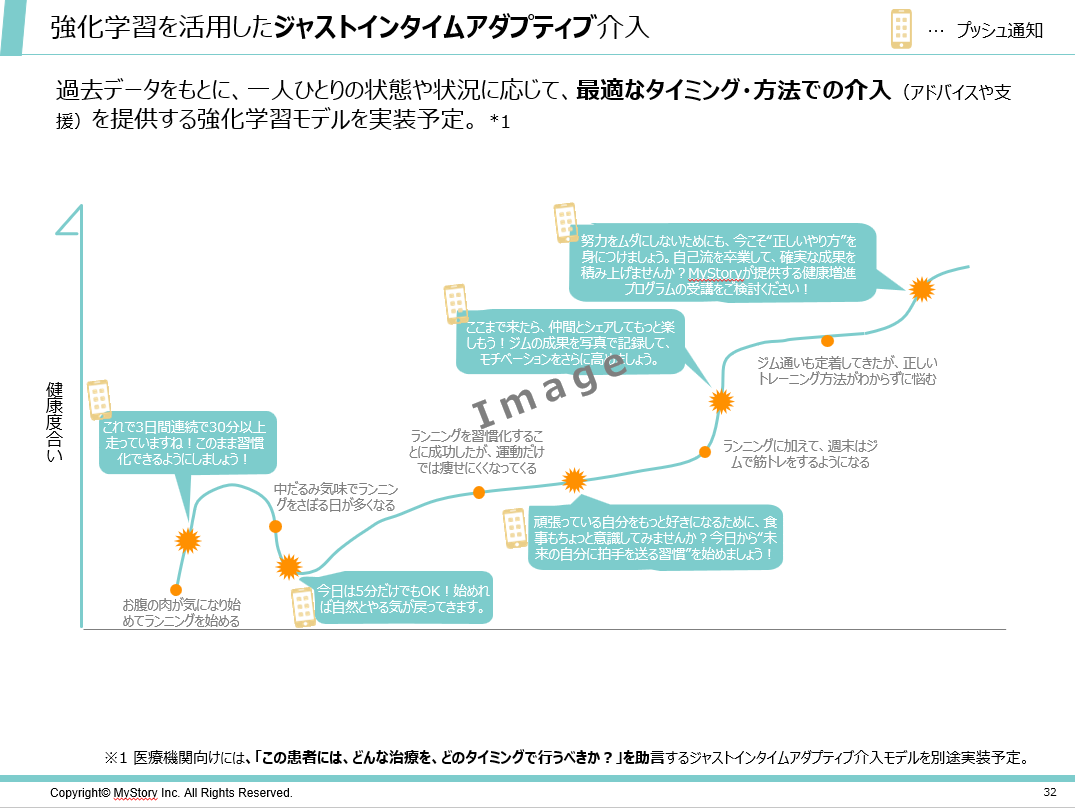 強化学習を活用したジャストインタイムアダプティブ介入
… プッシュ通知
過去データをもとに、一人ひとりの状態や状況に応じて、最適なタイミング・方法での介入（アドバイスや支
援）を提供する強化学習モデルを実装予定。 *1
努力をムダにしないためにも、今こそ“正しいやり方”を
身につけましょう。自己流を卒業して、確実な成果を
積み上げませんか？MyStoryが提供する健康増進
プログラムの受講をご検討ください！
ここまで来たら、仲間とシェアしてもっと楽
しもう！ジムの成果を写真で記録して、
モチベーションをさらに高めましょう。
Image
ジム通いも定着してきたが、正しい
トレーニング方法がわからずに悩む
健康度合い
これで3日間連続で30分以上
走っていますね！このまま習慣
化できるようにしましょう！
ランニングを習慣化するこ
とに成功したが、運動だけ
では痩せにくくなってくる
ランニングに加えて、週末はジ
ムで筋トレをするようになる
中だるみ気味でランニン
グをさぼる日が多くなる
頑張っている自分をもっと好きになるために、食
事もちょっと意識してみませんか？今日から“未
来の自分に拍手を送る習慣”を始めましょう！
今日は5分だけでもOK！始めれ
ば自然とやる気が戻ってきます。
お腹の肉が気になり始
めてランニングを始める
※1 医療機関向けには、「この患者には、どんな治療を、どのタイミングで行うべきか？」を助言するジャストインタイムアダプティブ介入モデルを別途実装予定。
Copyright© MyStory Inc. All Rights Reserved.
32